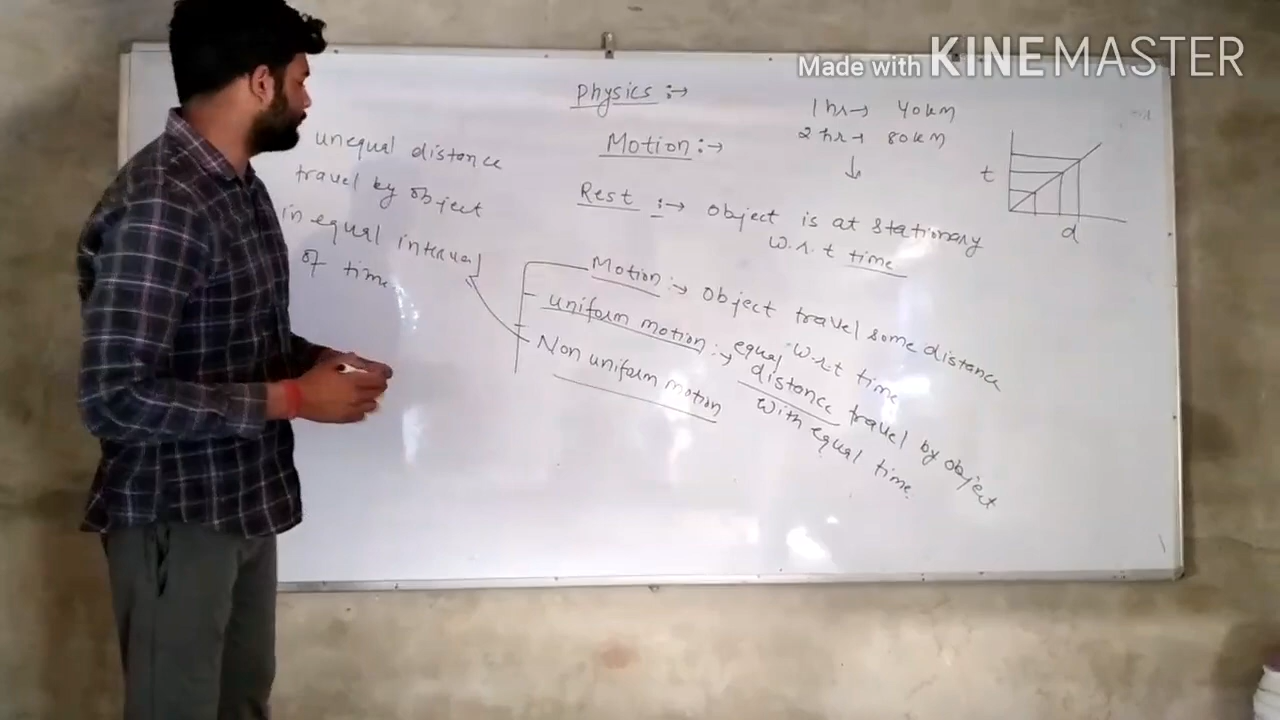 Made with KINEMASTER
Physics :→
1 hr → 40 km
2 hr → 80 km
Motion :→
t
d
Rest :→ object is at stationary
w.r.t time
unequal distance
travel by object
in equal interval
of time
Motion :→ object travel some distance
w.r.t time
uniform motion :→ equal
distance travel by object
with equal time.
Non uniform motion